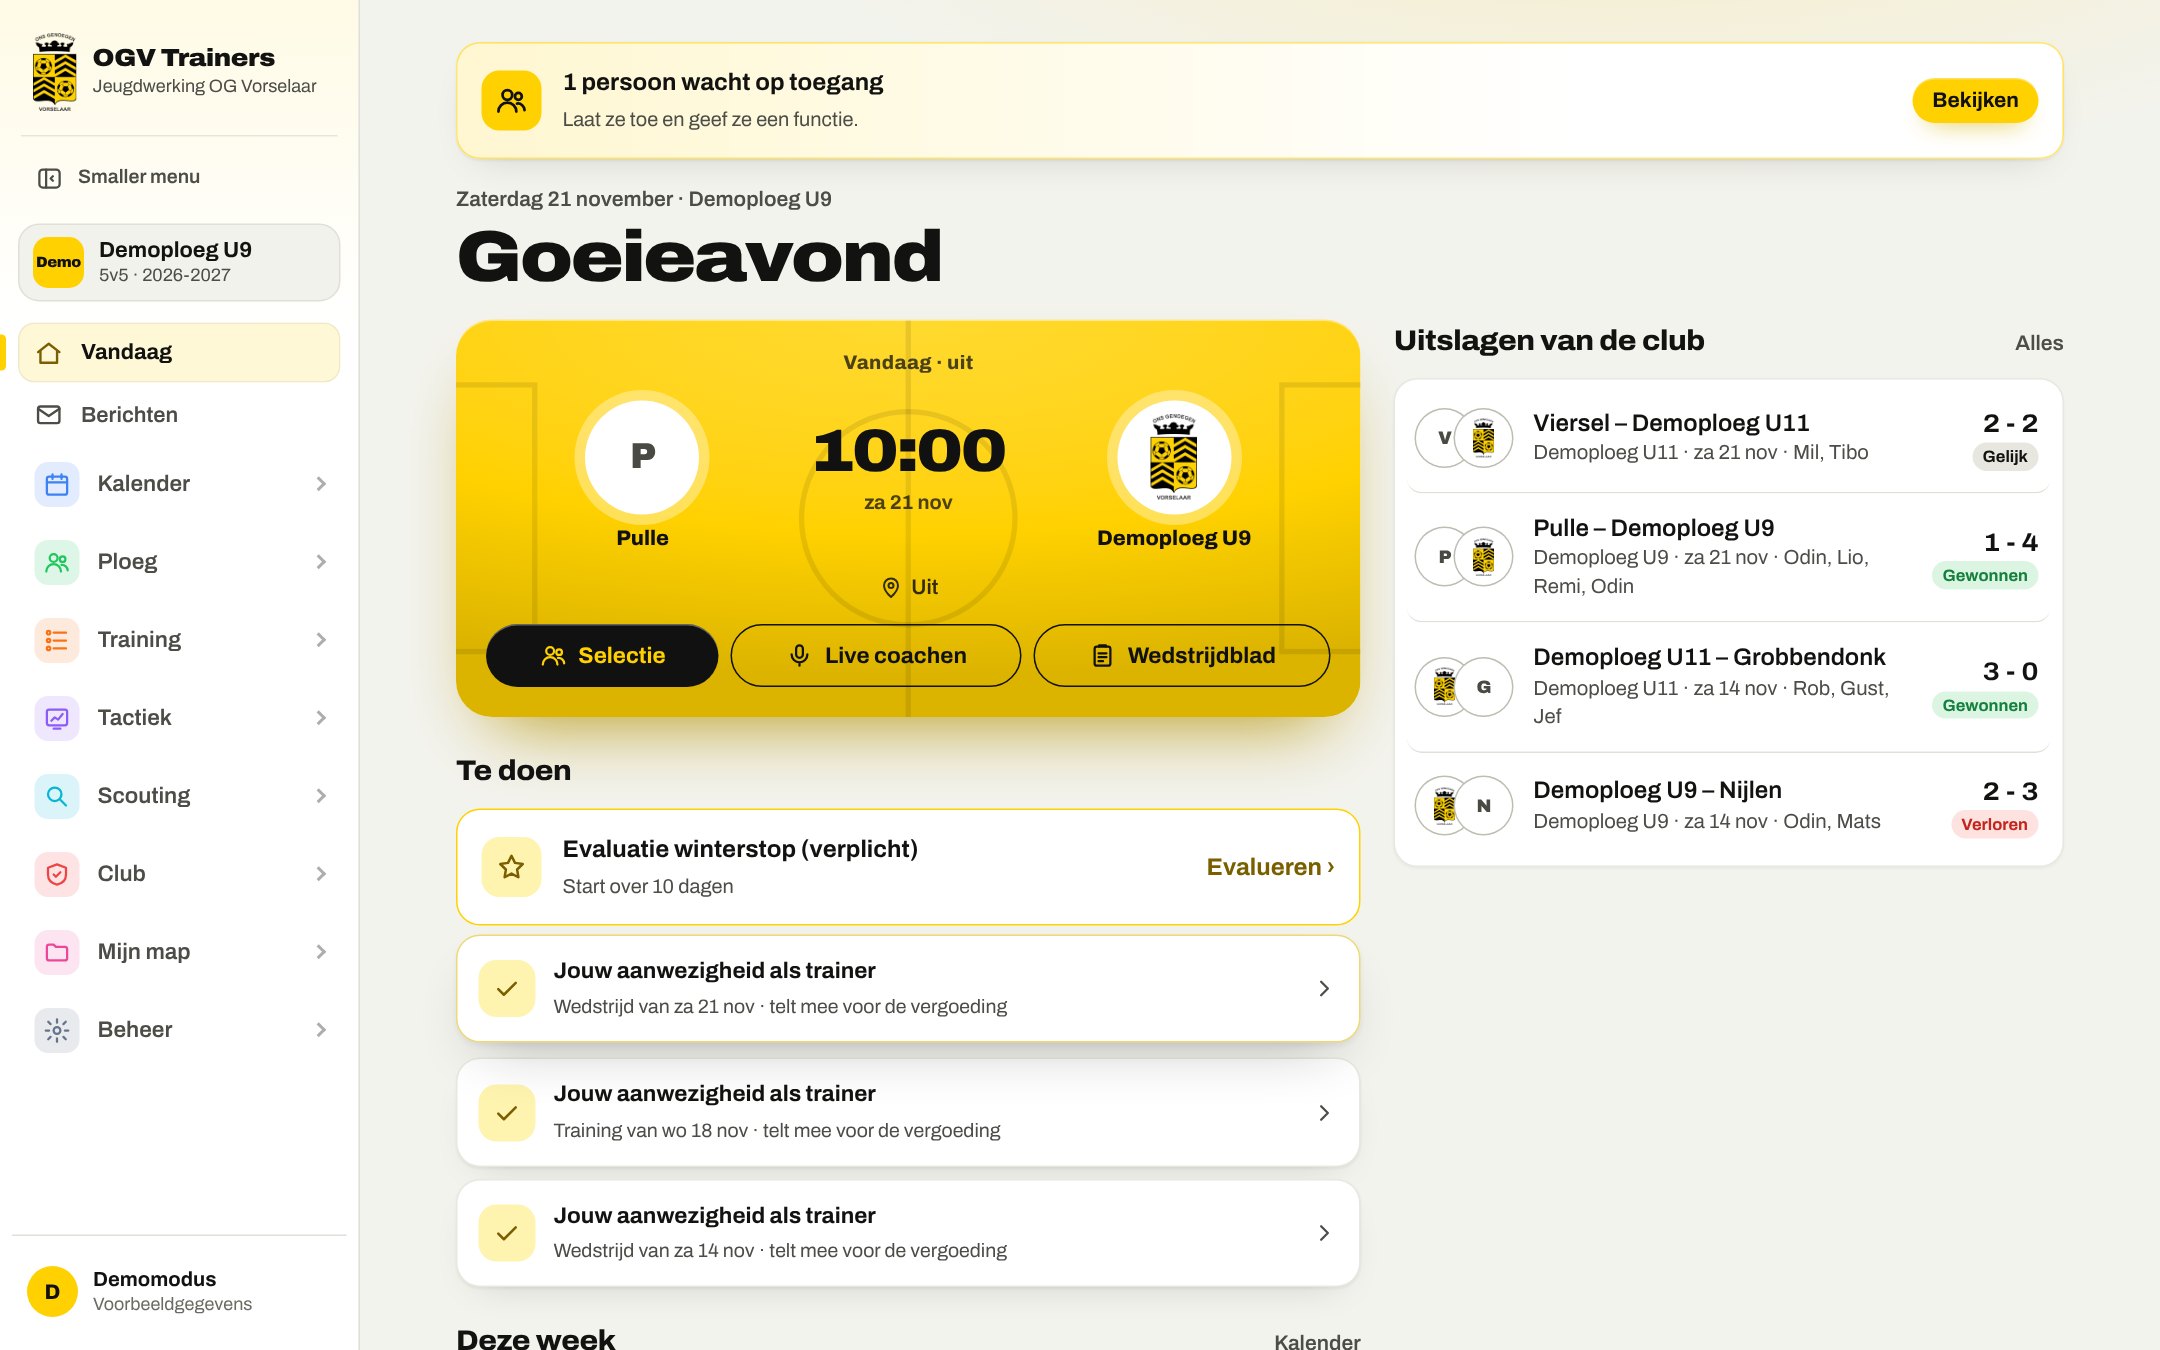 ONS GENOEGEN
VORSELAAR
OGV Trainers
Jeugdwerking OG Vorselaar
Smaller menu
Demo
Demoploeg U9
5v5 · 2026-2027
Vandaag
Berichten
Kalender
Ploeg
Training
Tactiek
Scouting
Club
Mijn map
Beheer
D
Demomodus
Voorbeeldgegevens
1 persoon wacht op toegang
Laat ze toe en geef ze een functie.
Bekijken
Zaterdag 21 november · Demoploeg U9
Goeieavond
Vandaag · uit
P
10:00
za 21 nov
ONS GENOEGEN
VORSELAAR
Pulle
Demoploeg U9
Uit
Selectie
Live coachen
Wedstrijdblad
Te doen
Evaluatie winterstop (verplicht)
Start over 10 dagen
Evalueren ›
Jouw aanwezigheid als trainer
Wedstrijd van za 21 nov · telt mee voor de vergoeding
Jouw aanwezigheid als trainer
Training van wo 18 nov · telt mee voor de vergoeding
Jouw aanwezigheid als trainer
Wedstrijd van za 14 nov · telt mee voor de vergoeding
Deze week
Kalender
Uitslagen van de club
Alles
V
Viersel – Demoploeg U11
Demoploeg U11 · za 21 nov · Mil, Tibo
2 - 2
Gelijk
P
Pulle – Demoploeg U9
Demoploeg U9 · za 21 nov · Odin, Lio,
Remi, Odin
1 - 4
Gewonnen
G
Demoploeg U11 – Grobbendonk
Demoploeg U11 · za 14 nov · Rob, Gust,
Jef
3 - 0
Gewonnen
N
Demoploeg U9 – Nijlen
Demoploeg U9 · za 14 nov · Odin, Mats
2 - 3
Verloren